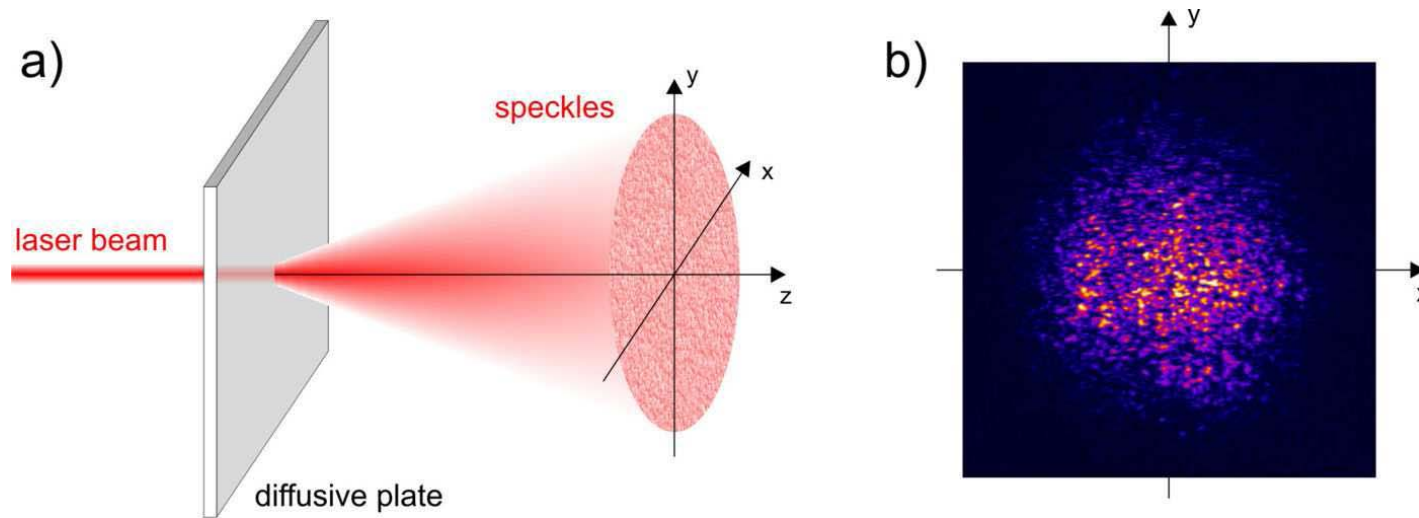 a)
laser beam
diffusive plate
speckles
y
x
z
b)
y
x